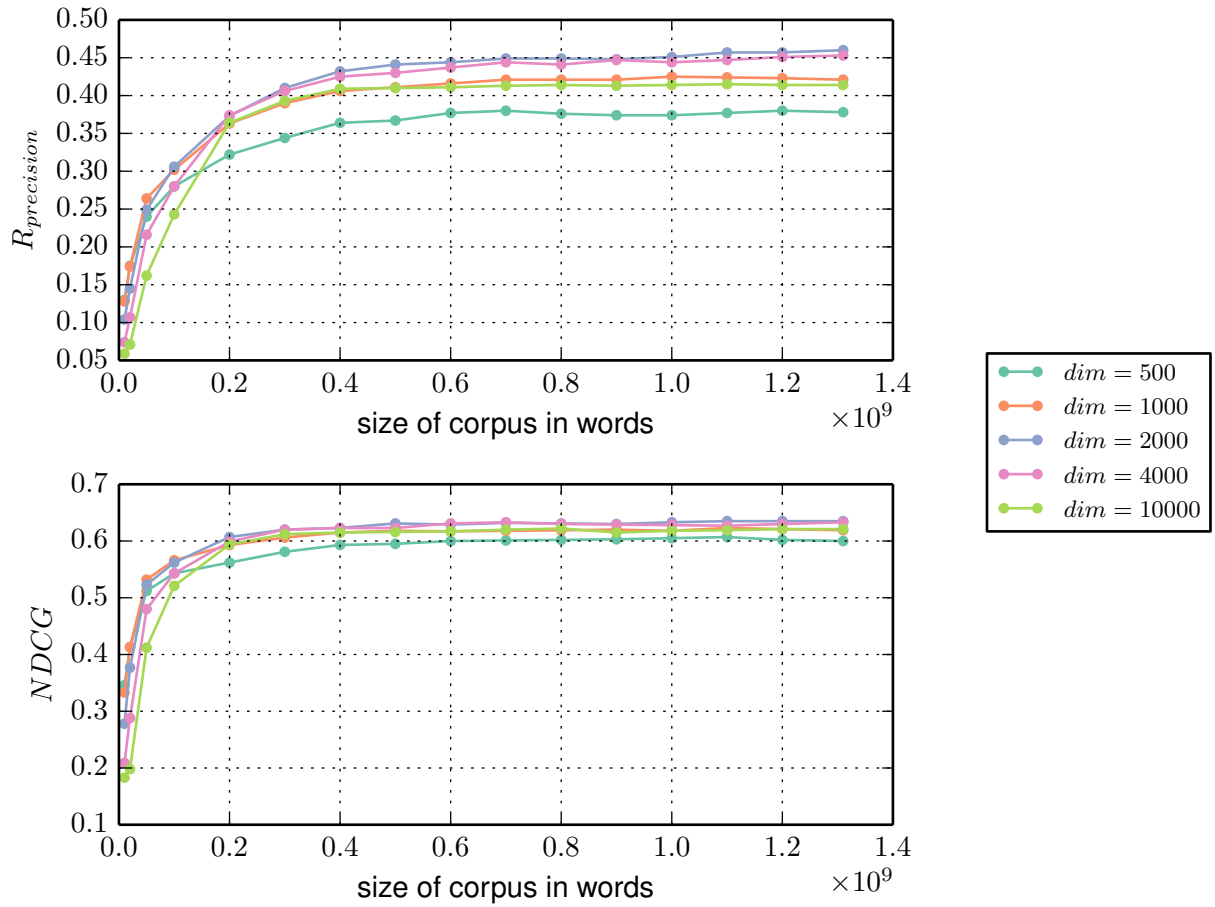 0.50
0.45
0.40
0.35
0.30
0.25
0.20
0.15
0.10
0.05
R_{precision}
0.0 0.2 0.4 0.6 0.8 1.0 1.2 1.4
size of corpus in words
×10^9
dim = 500
dim = 1000
dim = 2000
dim = 4000
dim = 10000
0.7
0.6
0.5
0.4
0.3
0.2
0.1
NDCG
0.0 0.2 0.4 0.6 0.8 1.0 1.2 1.4
size of corpus in words
×10^9